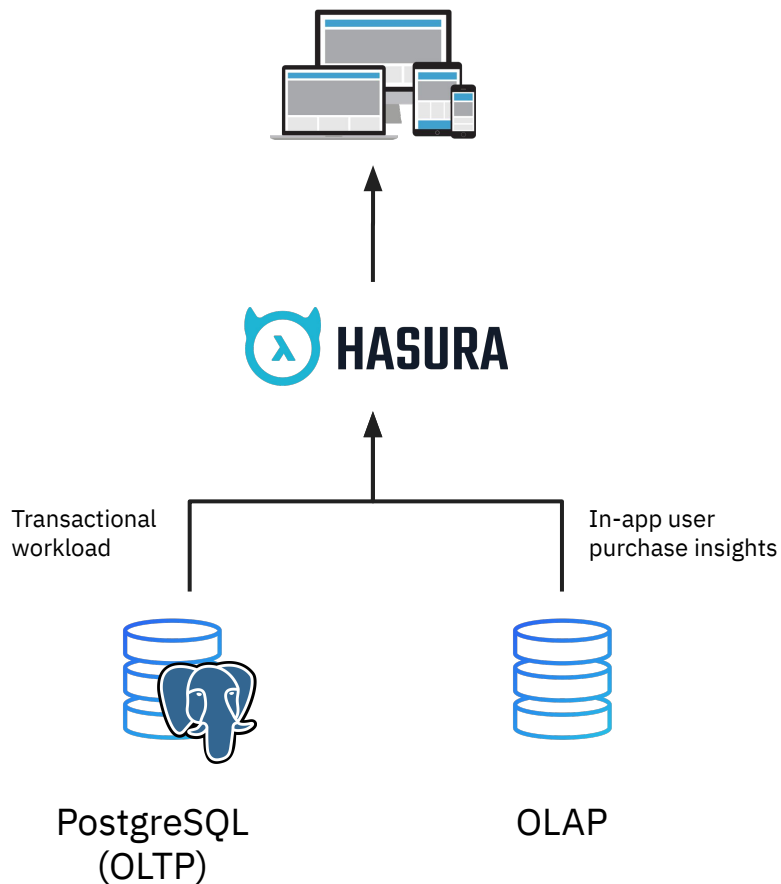 λ HASURA
Transactional
workload
In-app user
purchase insights
PostgreSQL
(OLTP)
OLAP